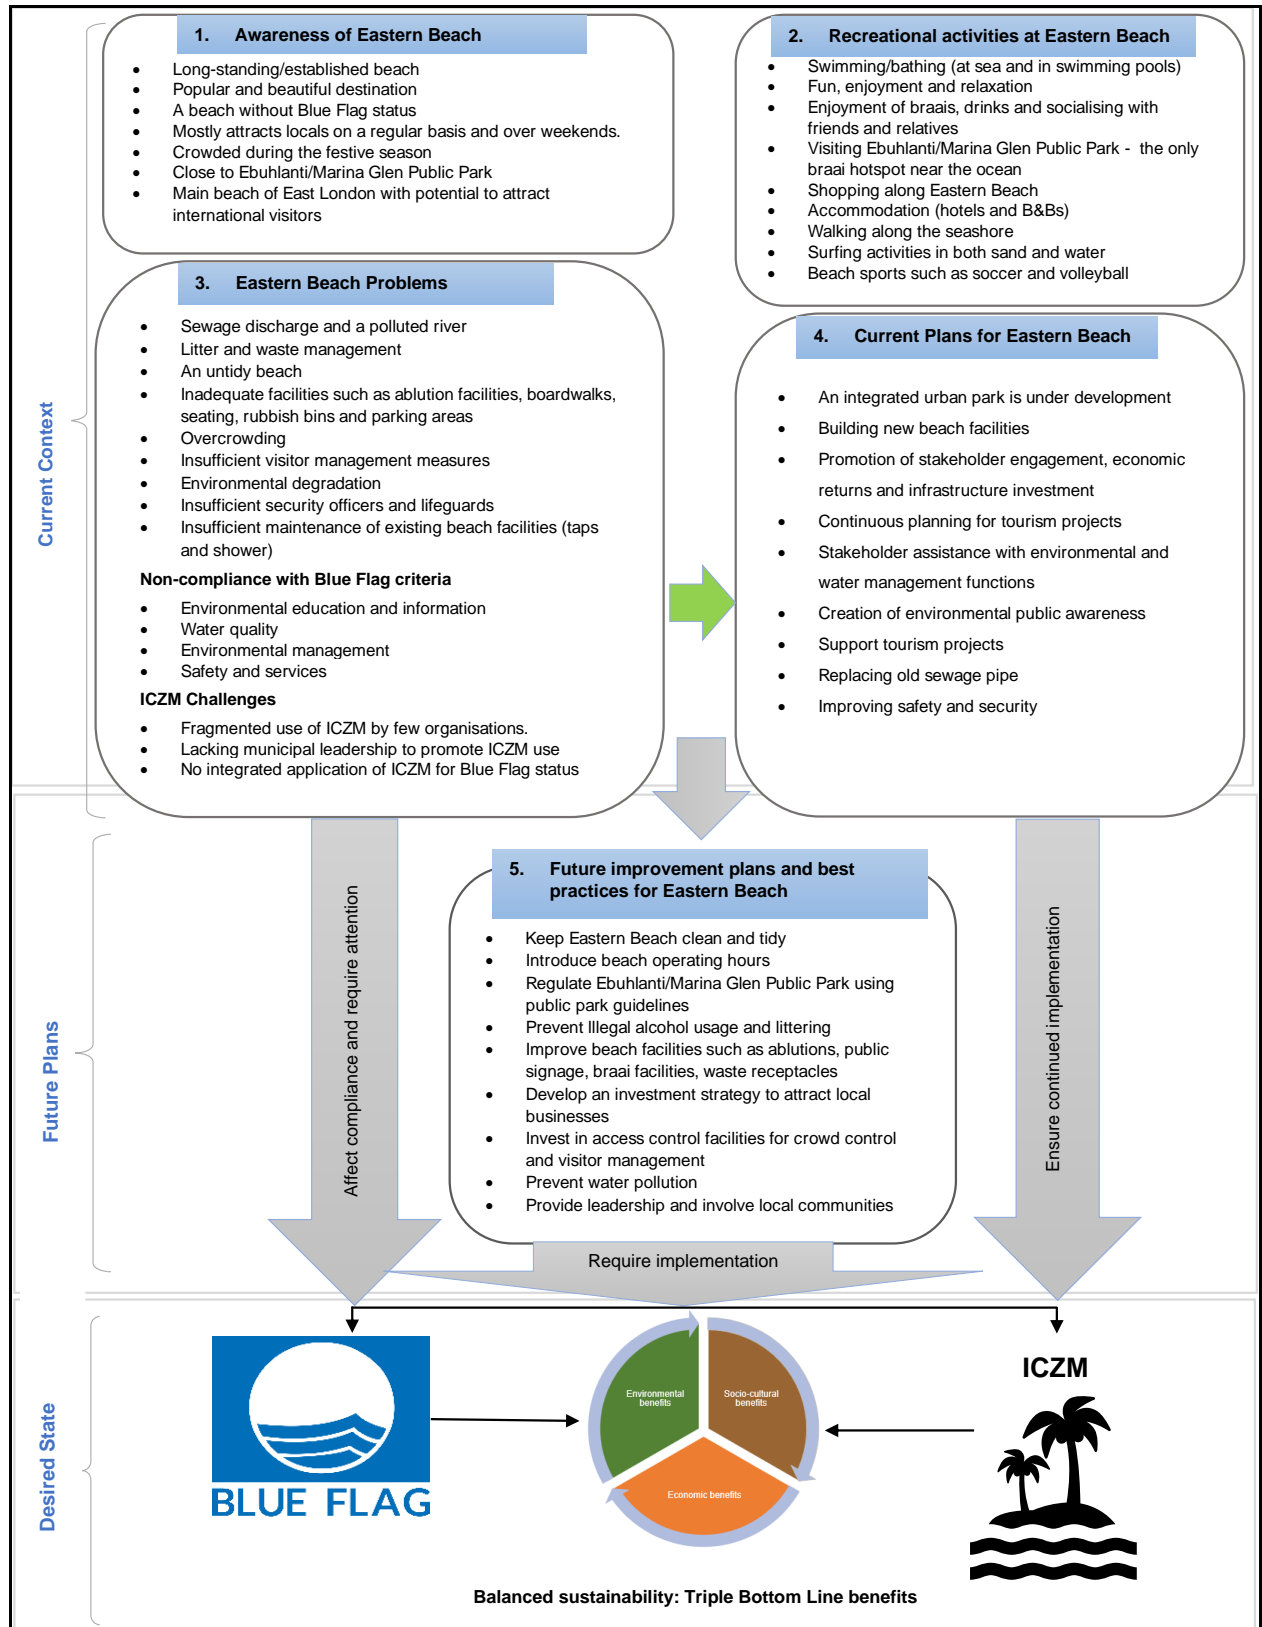 Current Context
1. Awareness of Eastern Beach
• Long-standing/established beach
• Popular and beautiful destination
• A beach without Blue Flag status
• Mostly attracts locals on a regular basis and over weekends.
• Crowded during the festive season
• Close to Ebuhlanti/Marina Glen Public Park
• Main beach of East London with potential to attract
international visitors
2. Recreational activities at Eastern Beach
• Swimming/bathing (at sea and in swimming pools)
• Fun, enjoyment and relaxation
• Enjoyment of braais, drinks and socialising with
friends and relatives
• Visiting Ebuhlanti/Marina Glen Public Park - the only
braai hotspot near the ocean
• Shopping along Eastern Beach
• Accommodation (hotels and B&Bs)
• Walking along the seashore
• Surfing activities in both sand and water
• Beach sports such as soccer and volleyball
3. Eastern Beach Problems
• Sewage discharge and a polluted river
• Litter and waste management
• An untidy beach
• Inadequate facilities such as ablution facilities, boardwalks,
seating, rubbish bins and parking areas
• Overcrowding
• Insufficient visitor management measures
• Environmental degradation
• Insufficient security officers and lifeguards
• Insufficient maintenance of existing beach facilities (taps
and shower)
Non-compliance with Blue Flag criteria
• Environmental education and information
• Water quality
• Environmental management
• Safety and services
ICZM Challenges
• Fragmented use of ICZM by few organisations.
• Lacking municipal leadership to promote ICZM use
• No integrated application of ICZM for Blue Flag status
4. Current Plans for Eastern Beach
• An integrated urban park is under development
• Building new beach facilities
• Promotion of stakeholder engagement, economic
returns and infrastructure investment
• Continuous planning for tourism projects
• Stakeholder assistance with environmental and
water management functions
• Creation of environmental public awareness
• Support tourism projects
• Replacing old sewage pipe
• Improving safety and security
Future Plans
Affect compliance and require attention
5. Future improvement plans and best
practices for Eastern Beach
• Keep Eastern Beach clean and tidy
• Introduce beach operating hours
• Regulate Ebuhlanti/Marina Glen Public Park using
public park guidelines
• Prevent Illegal alcohol usage and littering
• Improve beach facilities such as ablutions, public
signage, braai facilities, waste receptacles
• Develop an investment strategy to attract local
businesses
• Invest in access control facilities for crowd control
and visitor management
• Prevent water pollution
• Provide leadership and involve local communities
Ensure continued implementation
Require implementation
Desired State
BLUE FLAG
Environmental
benefits
Socio-cultural
benefits
Economic benefits
ICZM
Balanced sustainability: Triple Bottom Line benefits